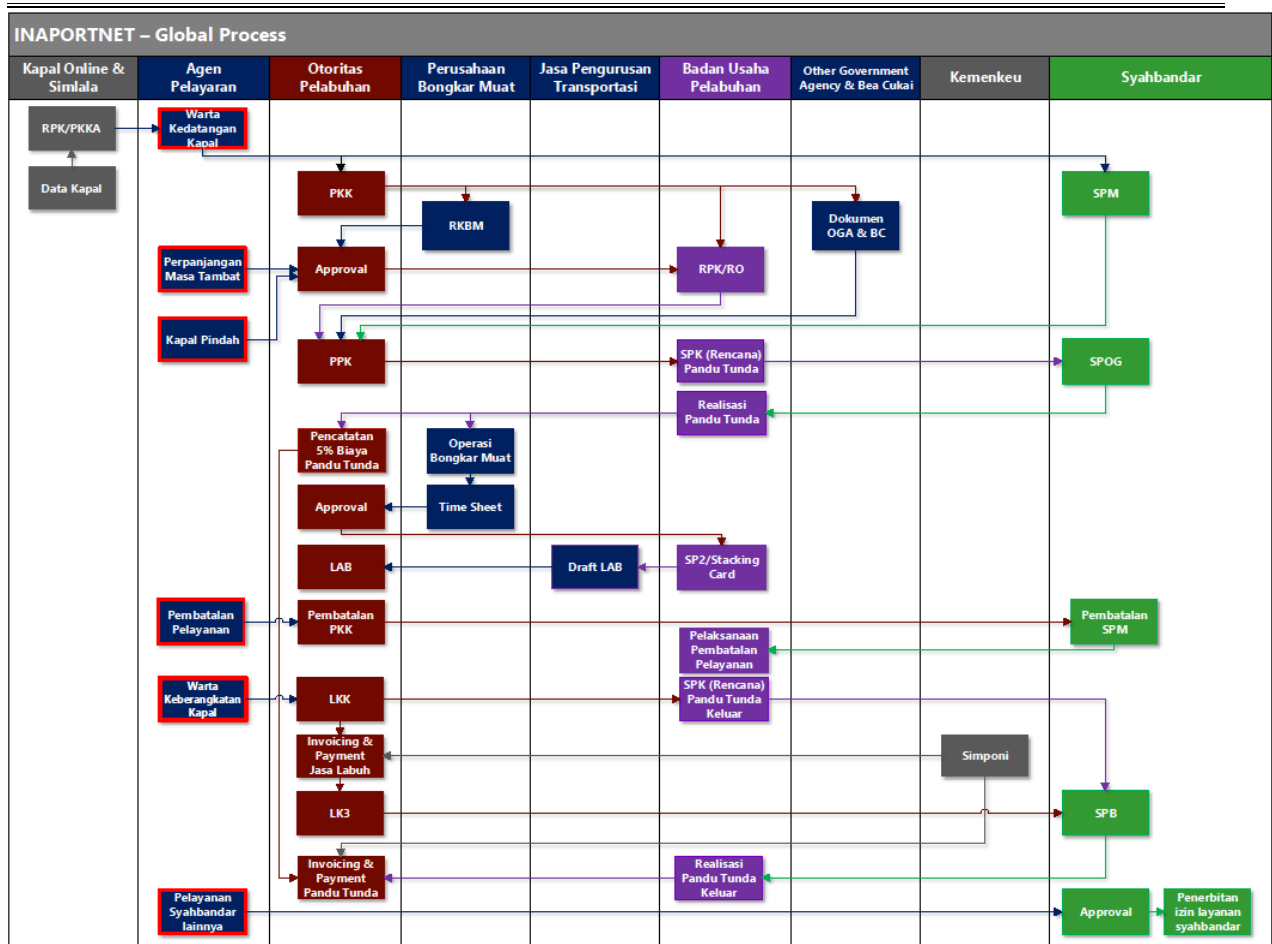 INAPORTNET – Global Process
Kapal Online &
Simlala
Agen
Pelayaran
Otoritas
Pelabuhan
Perusahaan
Bongkar Muat
Jasa Pengurusan
Transportasi
Badan Usaha
Pelabuhan
Other Government
Agency & Bea Cukai
Kemenkeu
Syahbandar
RPK/PKKA
Warta
Kedatangan
Kapal
Data Kapal
PKK
SPM
RKBM
Dokumen
OGA & BC
Perpanjangan
Masa Tambat
Approval
RPK/RO
Kapal Pindah
PPK
SPK (Rencana)
Pandu Tunda
SPOG
Realisasi
Pandu Tunda
Pencatatan
5% Biaya
Pandu Tunda
Operasi
Bongkar Muat
Approval
Time Sheet
LAB
Draft LAB
SP2/Stacking
Card
Pembatalan
Pelayanan
Pembatalan
PKK
Pembatalan
SPM
Pelaksanaan
Pembatalan
Pelayanan
Warta
Keberangkatan
Kapal
LKK
SPK (Rencana)
Pandu Tunda
Keluar
Invoicing &
Payment
Jasa Labuh
Simponi
LK3
SPB
Invoicing &
Payment
Pandu Tunda
Realisasi
Pandu Tunda
Keluar
Pelayanan
Syahbandar
lainnya
Approval
Penerbitan
izin layanan
syahbandar